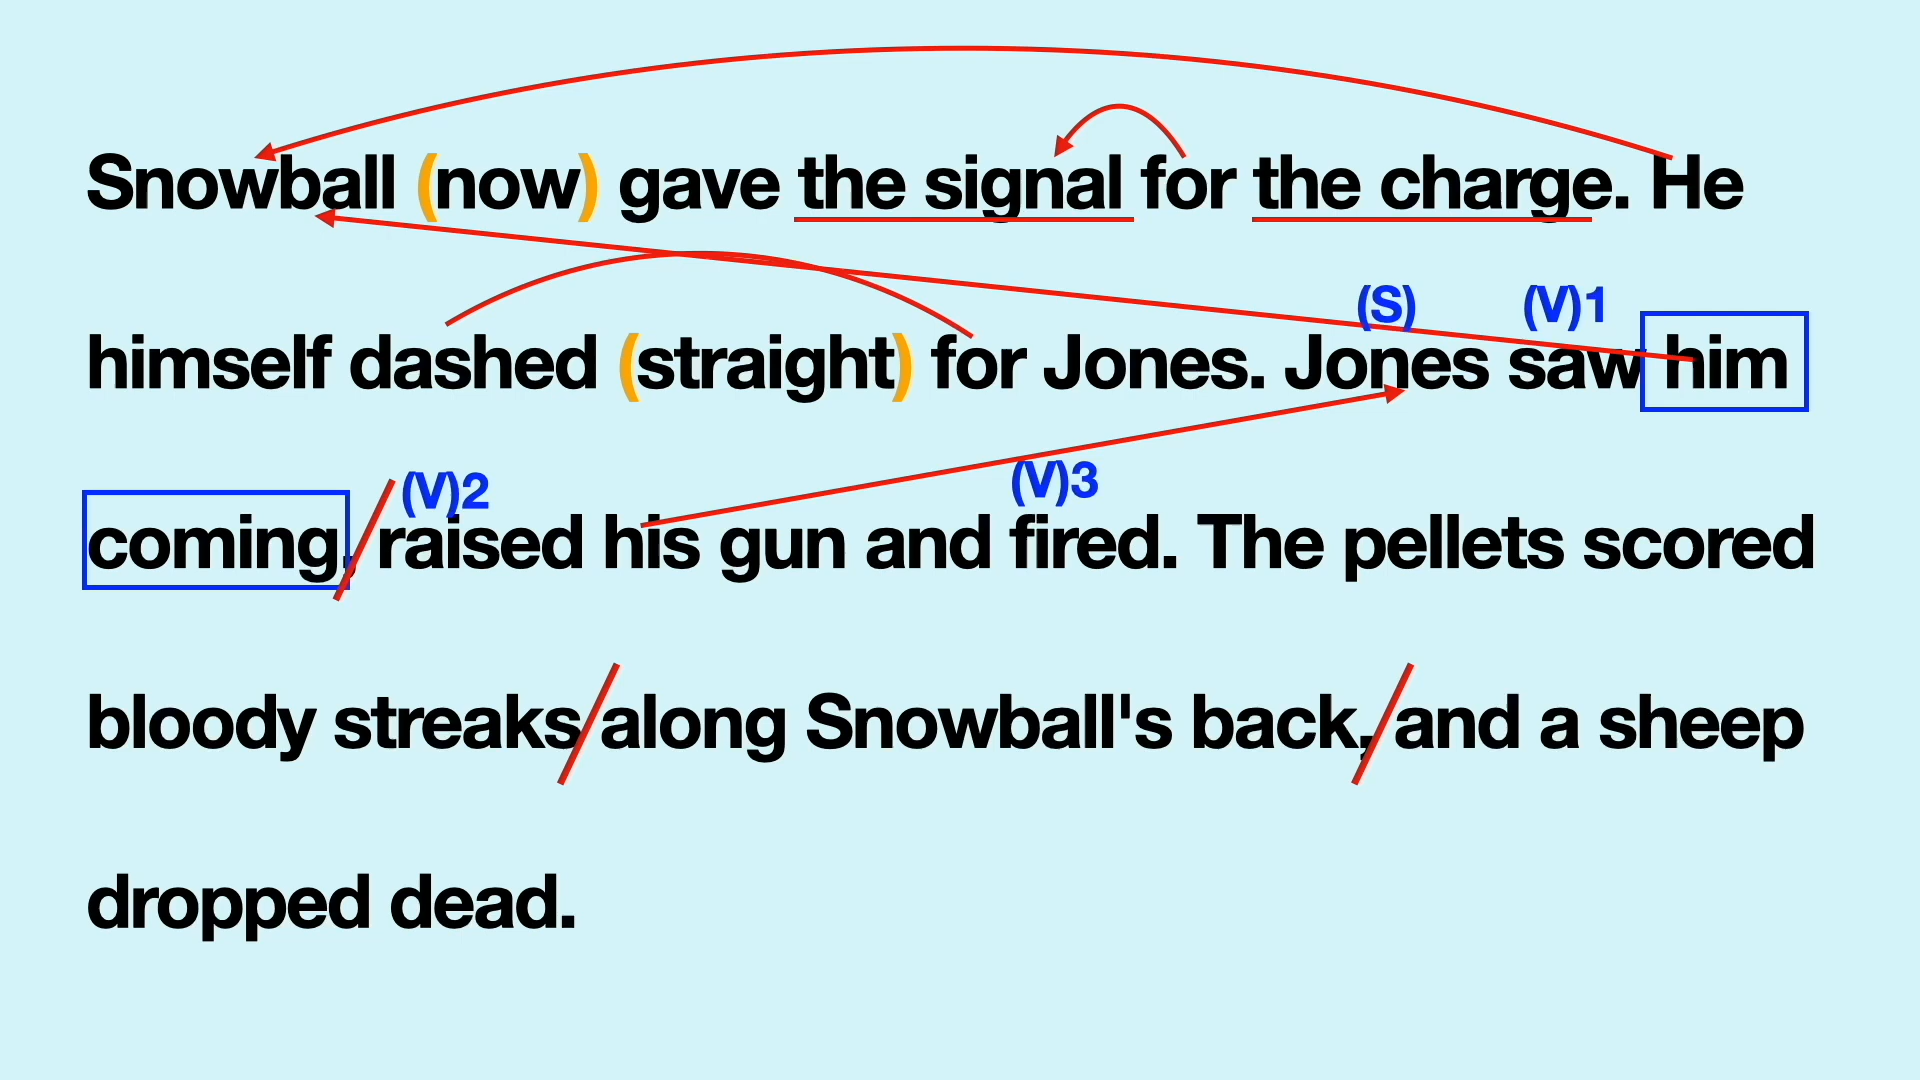 Snowball (now) gave the signal for the charge. He
(S) (V)1
himself dashed (straight) for Jones. Jones saw him
(V)2 (V)3
coming, raised his gun and fired. The pellets scored
bloody streaks along Snowball's back, and a sheep
dropped dead.